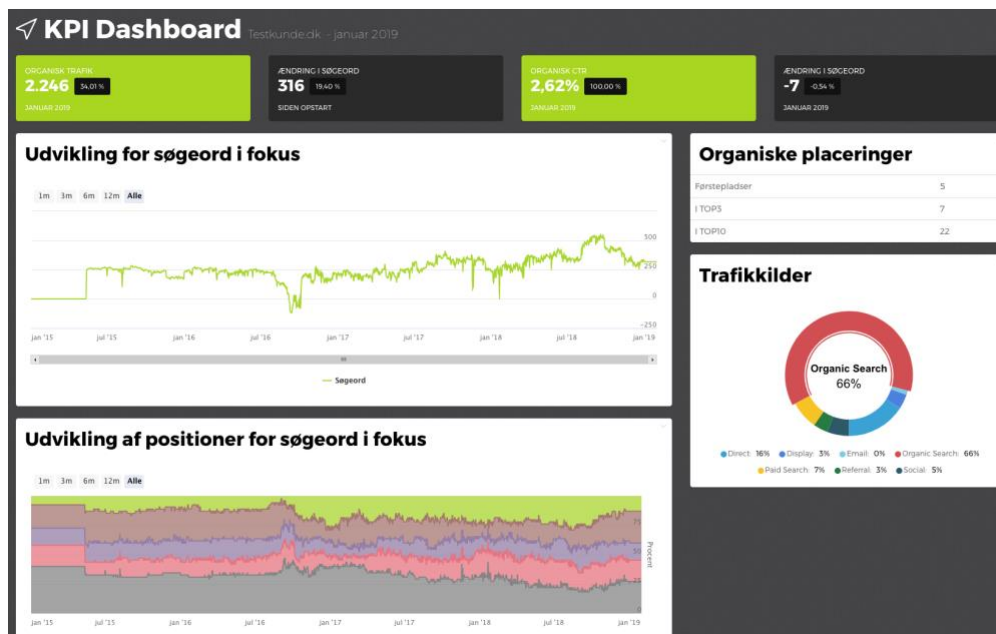 KPI Dashboard Testkunde.dk - januar 2019
ORGANISK TRAFIK
2.246 34,01 %
JANUAR 2019
ÆNDRING I SØGEORD
316 19,40 %
SIDEN OPSTART
ORGANISK CTR
2,62% 100,00 %
JANUAR 2019
ÆNDRING I SØGEORD
-7 -0,54 %
JANUAR 2019
Udvikling for søgeord i fokus
1m 3m 6m 12m Alle
500
250
0
-250
jan '15 jul '15 jan '16 jul '16 jan '17 jul '17 jan '18 jul '18 jan '19
Søgeord
Organiske placeringer
Førstepladser 5
I TOP3 7
I TOP10 22
Trafikkilder
Organic Search
66%
Direct: 16% Display: 3% Email: 0% Organic Search: 66%
Paid Search: 7% Referral: 3% Social: 5%
Udvikling af positioner for søgeord i fokus
1m 3m 6m 12m Alle
75
50
25
0
Procent
jan '15 jul '15 jan '16 jul '16 jan '17 jul '17 jan '18 jul '18 jan '19